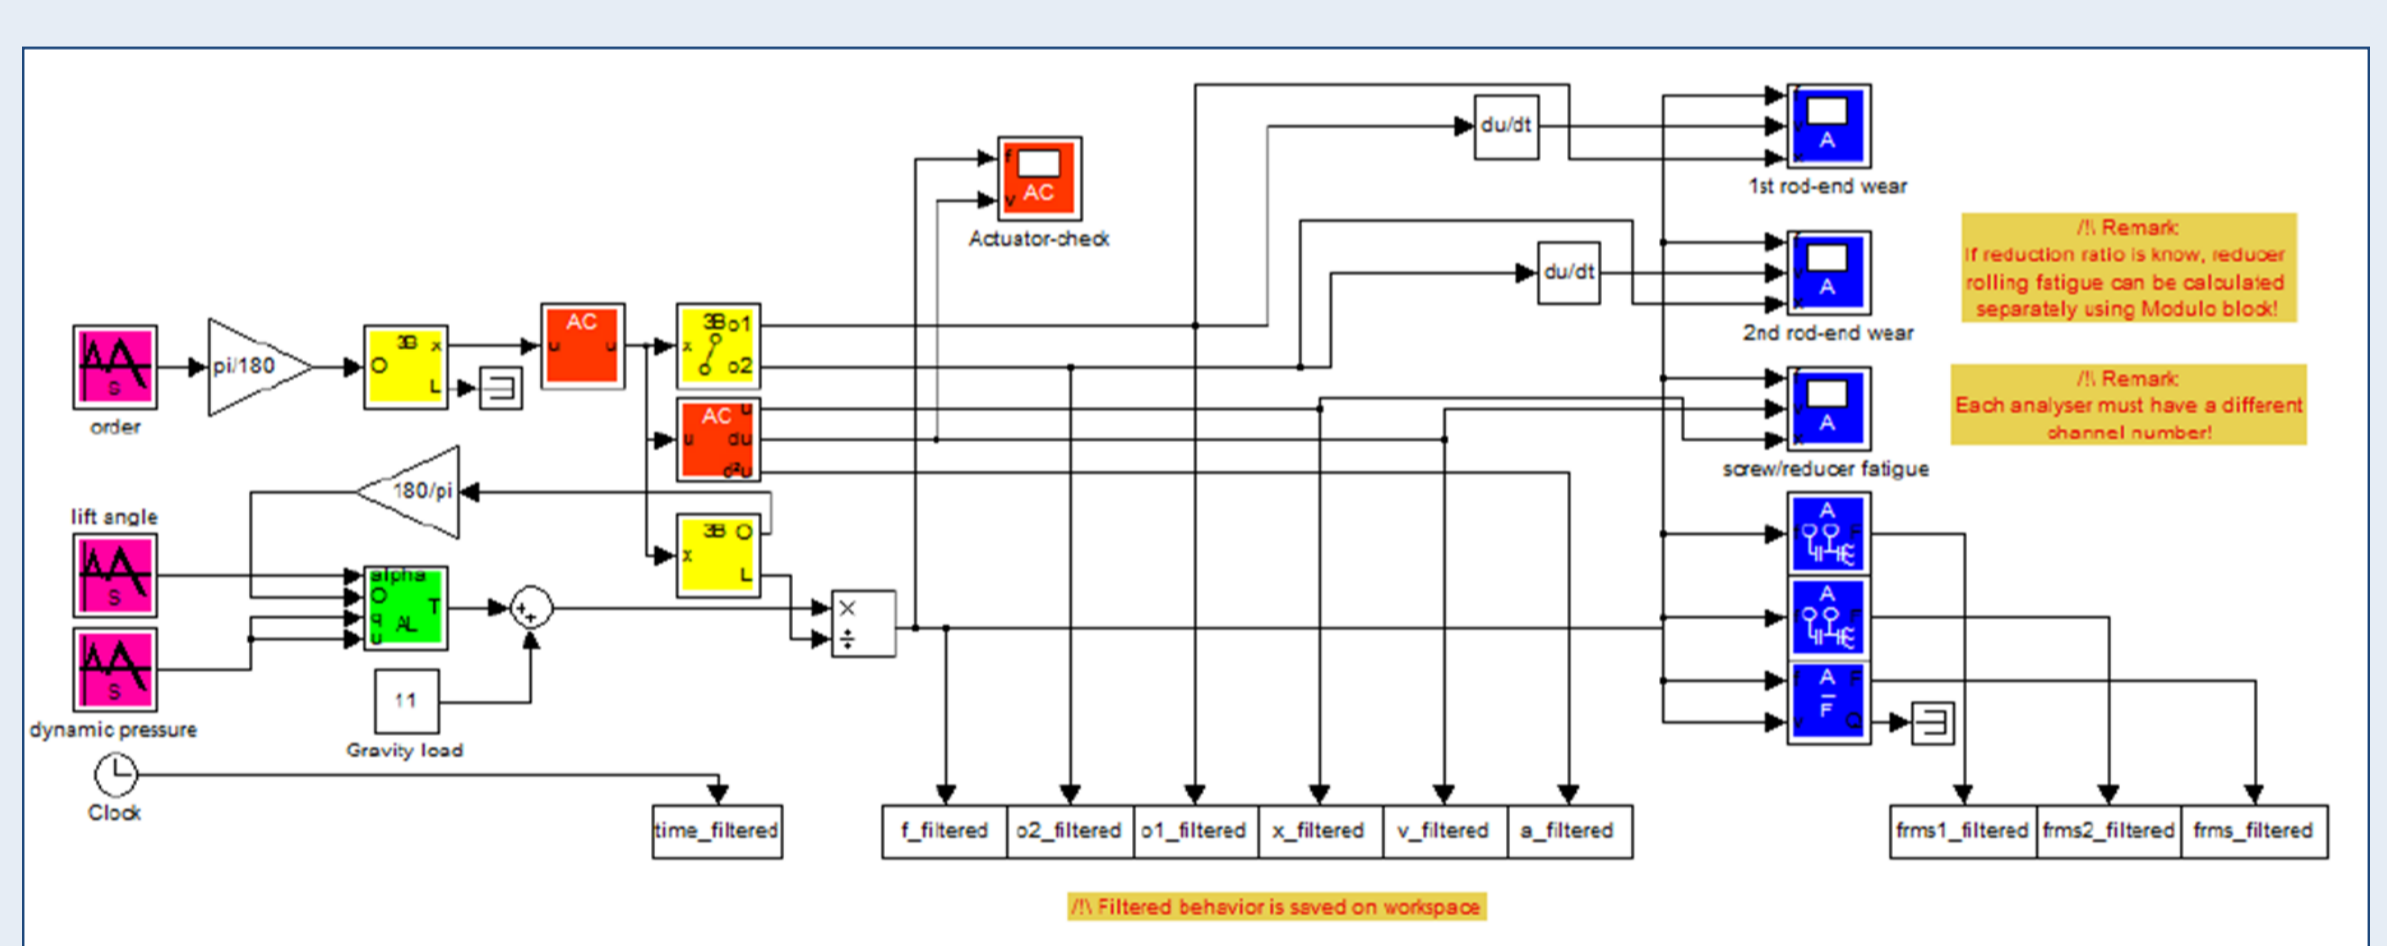 du/dt
f
v
x
A
1st rod-end wear
f
v
AC
Actuator-check
/!\ Remark:
If reduction ratio is know, reducer
rolling fatigue can be calculated
separately using Modulo block!
du/dt
f
v
x
A
2nd rod-end wear
S
order
pi/180
O
3B
x
L
AC
u
u
3B
x
o1
o2
AC
u
u
du
d²u
/!\ Remark:
Each analyser must have a different
channel number!
f
v
x
A
screw/reducer fatigue
180/pi
lift angle
S
3B
x
O
L
alpha
O
q
u
T
AL
×
÷
S
dynamic pressure
11
Gravity load
A
f
F
A
f
F
A
F
f
v
F
Q
Clock
time_filtered
f_filtered
o2_filtered
o1_filtered
x_filtered
v_filtered
a_filtered
frms1_filtered
frms2_filtered
frms_filtered
/!\ Filtered behavior is saved on workspace